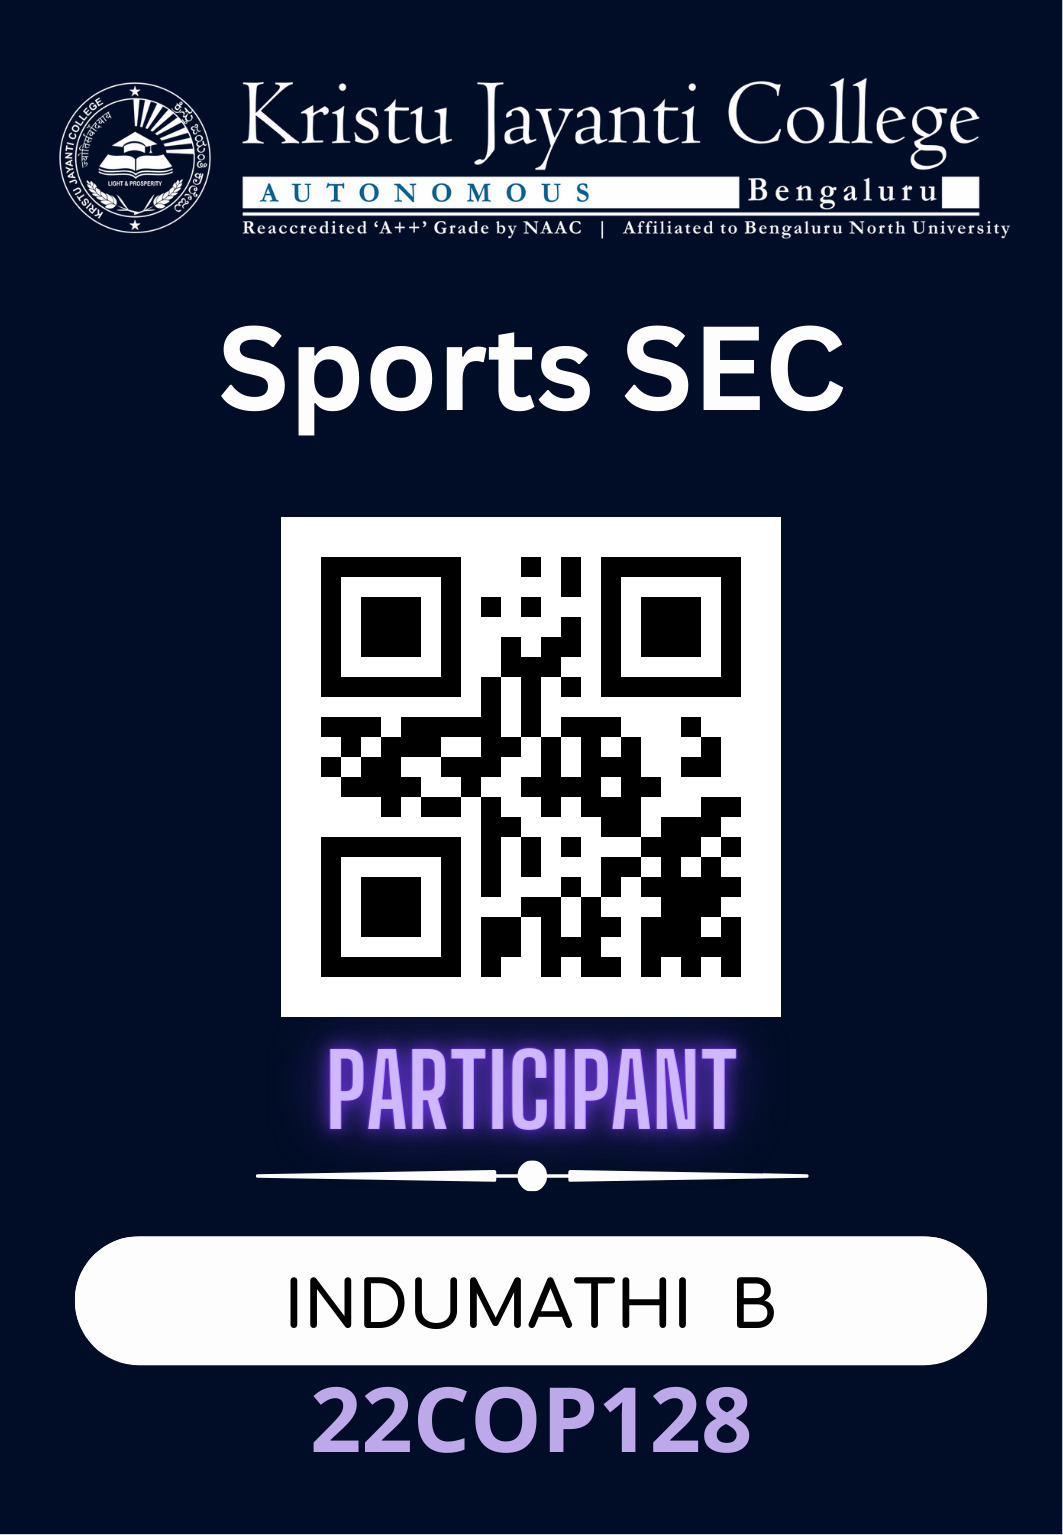 KRISTU JAYANTI COLLEGE
LIGHT & PROSPERITY
Kristu Jayanti College
AUTONOMOUS Bengaluru
Reaccredited ‘A++’ Grade by NAAC | Affiliated to Bengaluru North University
Sports SEC
PARTICIPANT
INDUMATHI B
22COP128